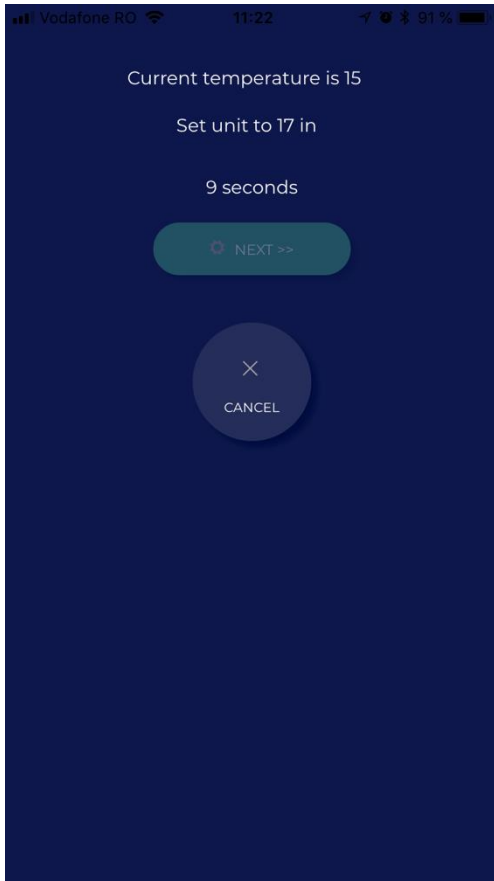 Vodafone RO 11:22 91 %
Current temperature is 15
Set unit to 17 in
9 seconds
NEXT >>
CANCEL